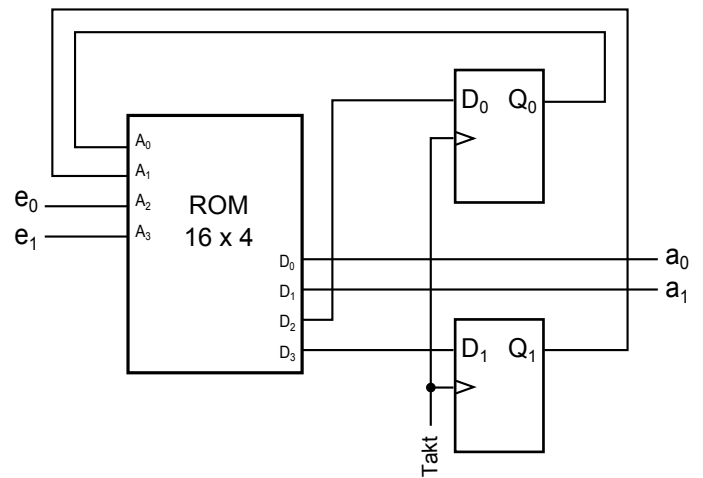 D₀ Q₀
A₀
A₁
e₀
A₂
ROM
e₁
A₃
16 x 4
D₀
a₀
D₁
a₁
D₂
D₃
D₁ Q₁
Takt